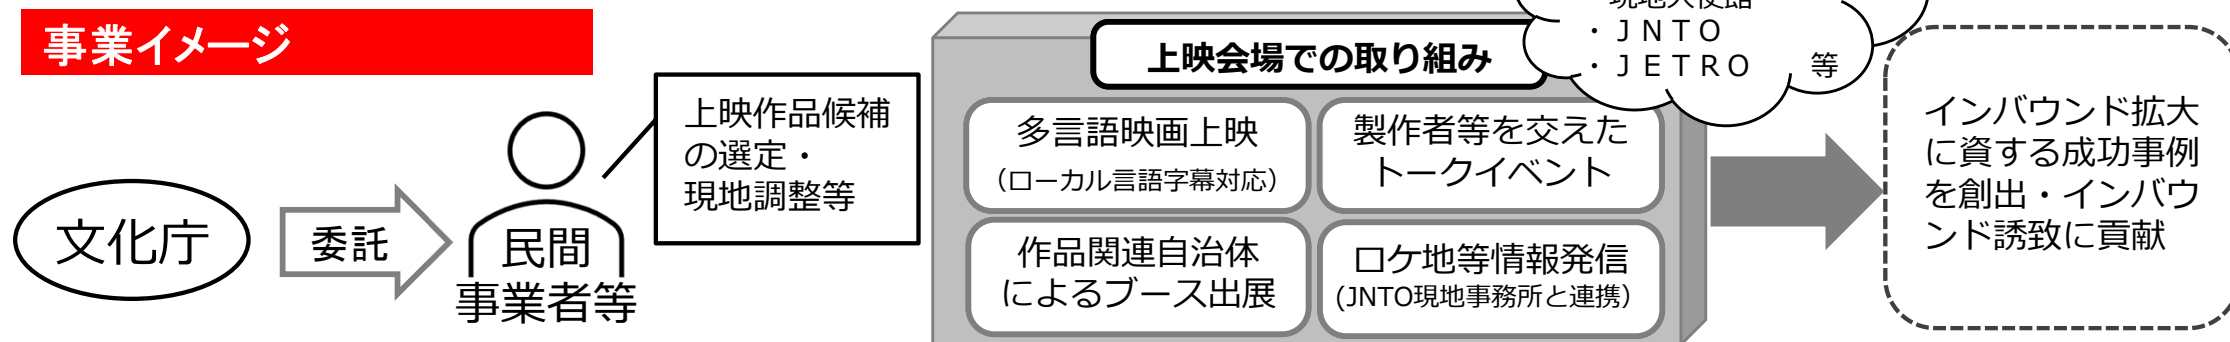 事業イメージ
文化庁
委託
民間
事業者等
上映作品候補
の選定・
現地調整等
上映会場での取り組み
・ＪＮＴＯ
・ＪＥＴＲＯ　等
多言語映画上映
（ローカル言語字幕対応）
製作者等を交えた
トークイベント
作品関連自治体
によるブース出展
ロケ地等情報発信
(JNTO現地事務所と連携）
インバウンド拡大
に資する成功事例
を創出・インバウ
ンド誘致に貢献